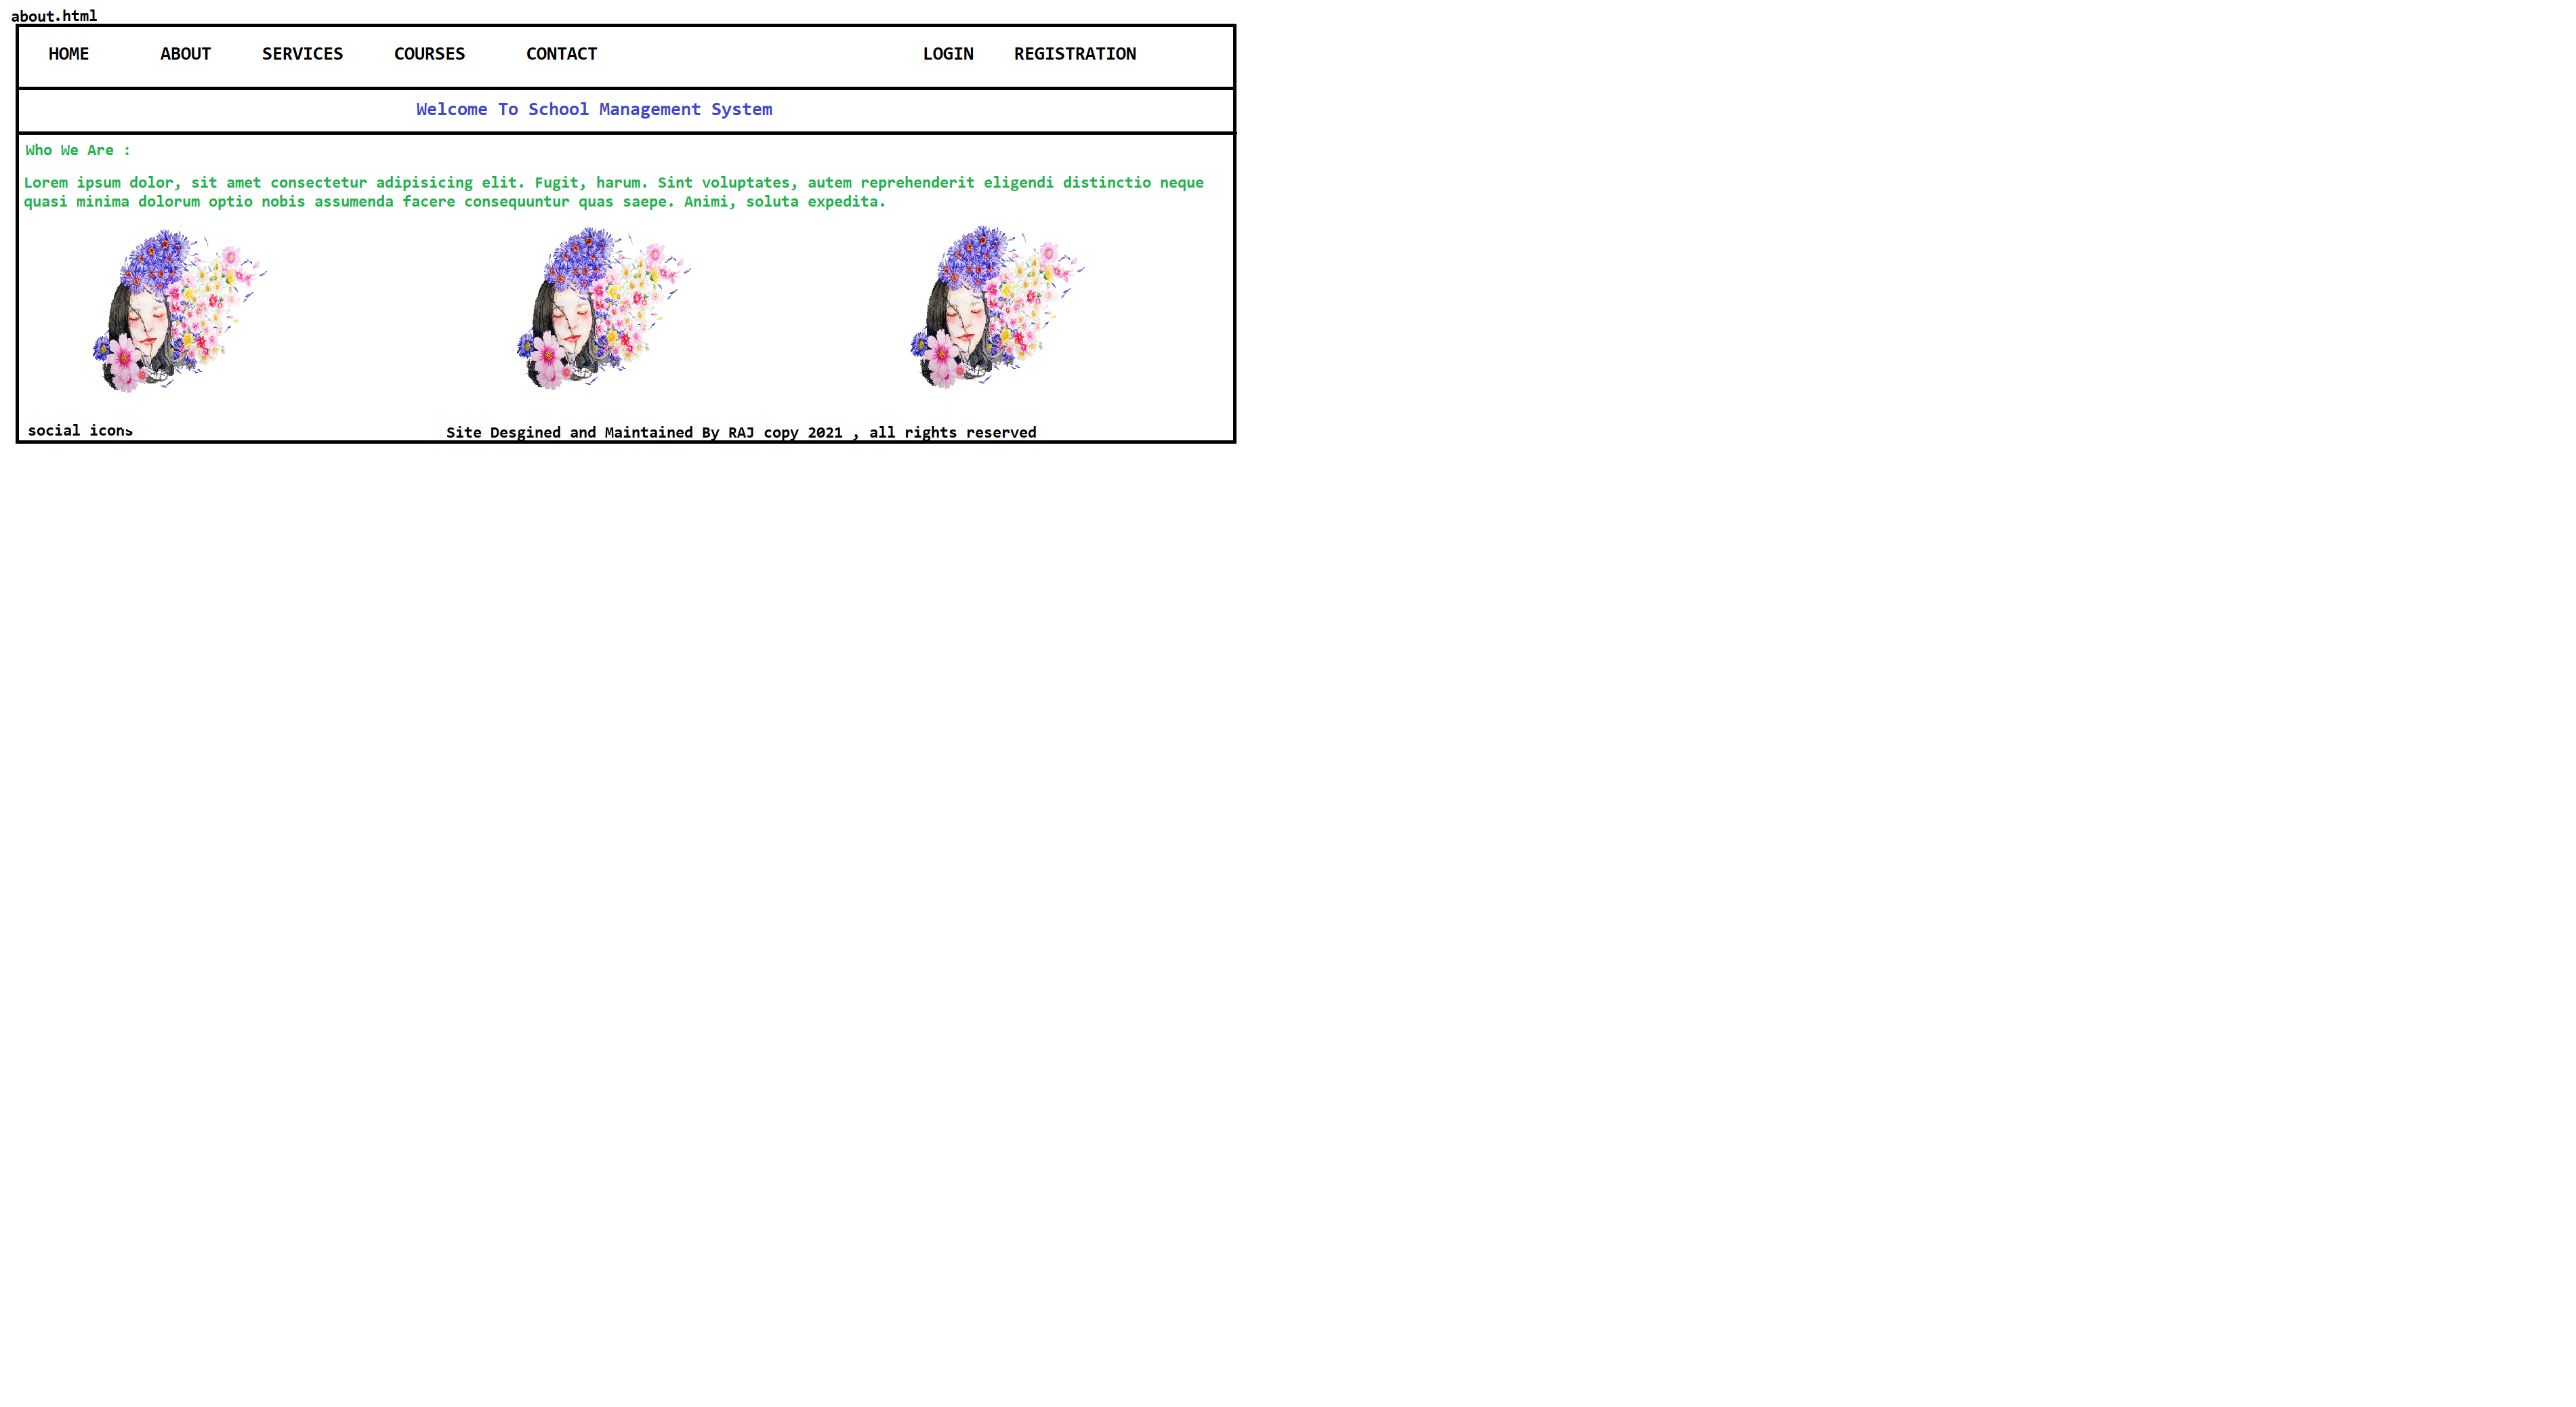 about.html
HOME ABOUT SERVICES COURSES CONTACT LOGIN REGISTRATION
Welcome To School Management System
Who We Are :
Lorem ipsum dolor, sit amet consectetur adipisicing elit. Fugit, harum. Sint voluptates, autem reprehenderit eligendi distinctio neque
quasi minima dolorum optio nobis assumenda facere consequuntur quas saepe. Animi, soluta expedita.
social icons Site Desgined and Maintained By RAJ copy 2021 , all rights reserved